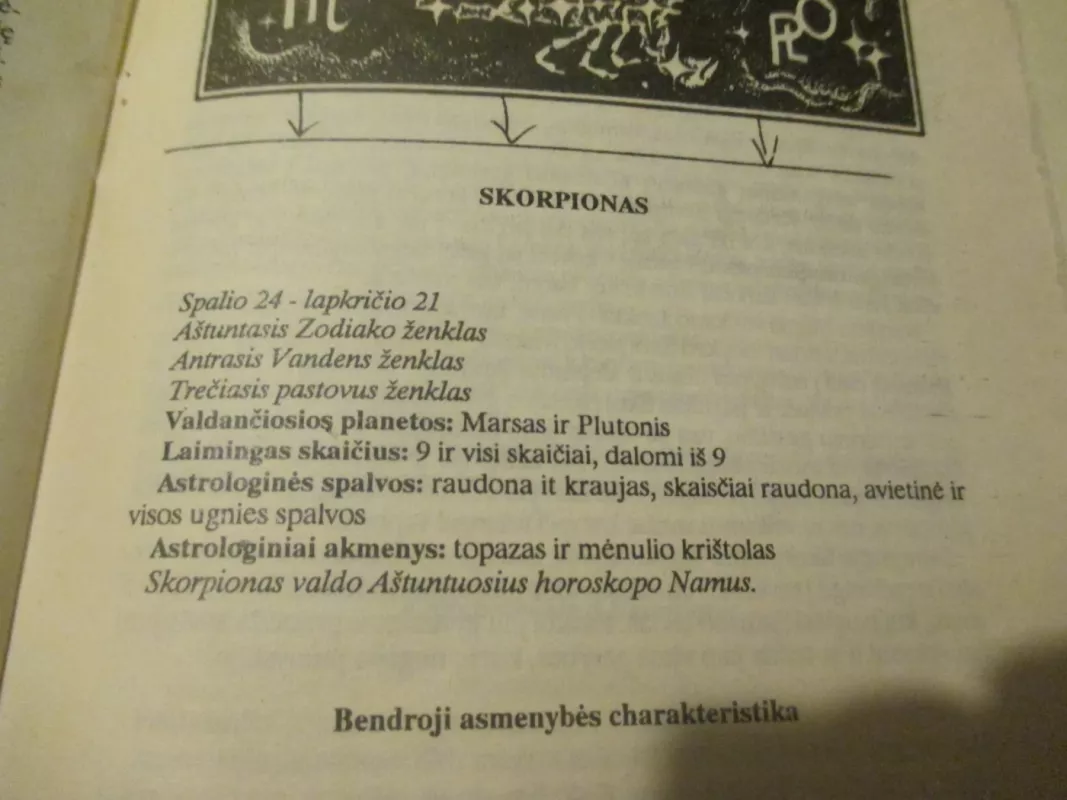 SKORPIONAS
Spalio 24 - lapkričio 21
Aštuntasis Zodiako ženklas
Antrasis Vandens ženklas
Trečiasis pastovus ženklas
Valdančiosios planetos: Marsas ir Plutonis
Laimingas skaičius: 9 ir visi skaičiai, dalomi iš 9
Astrologinės spalvos: raudona it kraujas, skaisčiai raudona, avietinė ir
visos ugnies spalvos
Astrologiniai akmenys: topazas ir mėnulio krištolas
Skorpionas valdo Aštuntuosius horoskopo Namus.
Bendroji asmenybės charakteristika